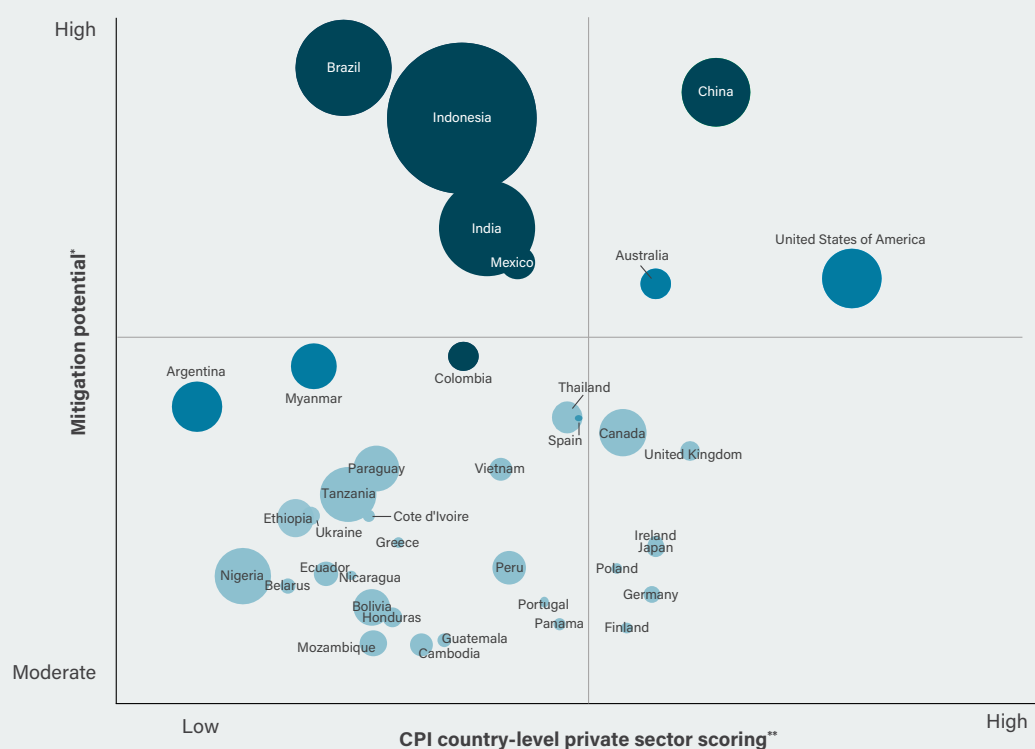 High
Brazil
China
Indonesia
India
United States of America
Australia
Mexico
Mitigation potential*
Argentina
Colombia
Myanmar
Thailand
Spain
Canada
United Kingdom
Paraguay
Vietnam
Tanzania
Ethiopia
Cote d'Ivoire
Ukraine
Greece
Ireland
Japan
Nigeria
Ecuador
Nicaragua
Belarus
Peru
Poland
Germany
Bolivia
Honduras
Portugal
Panama
Finland
Mozambique
Guatemala
Cambodia
Moderate
Low
High
CPI country-level private sector scoring**